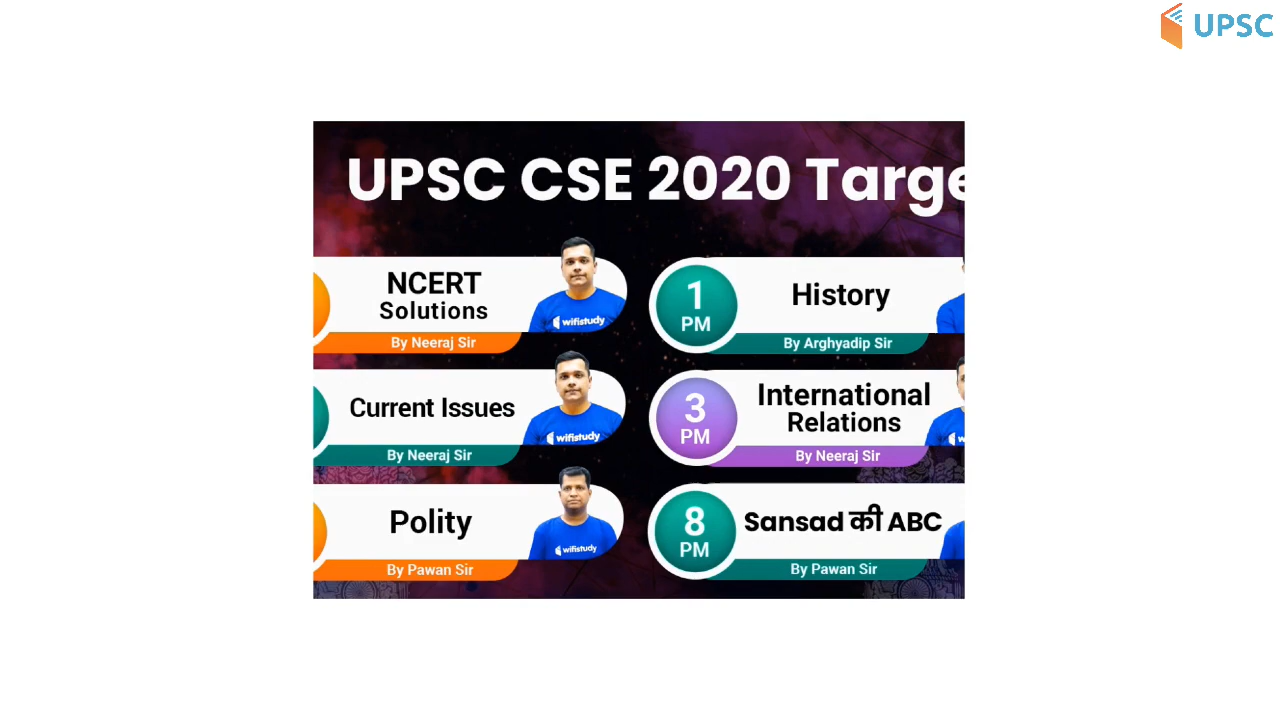 UPSC
UPSC CSE 2020 Targe
NCERT
Solutions
wifistudy
By Neeraj Sir
1
PM
History
By Arghyadip Sir
Current Issues
wifistudy
By Neeraj Sir
3
PM
International
Relations
By Neeraj Sir
Polity
wifistudy
By Pawan Sir
8
PM
Sansad की ABC
By Pawan Sir